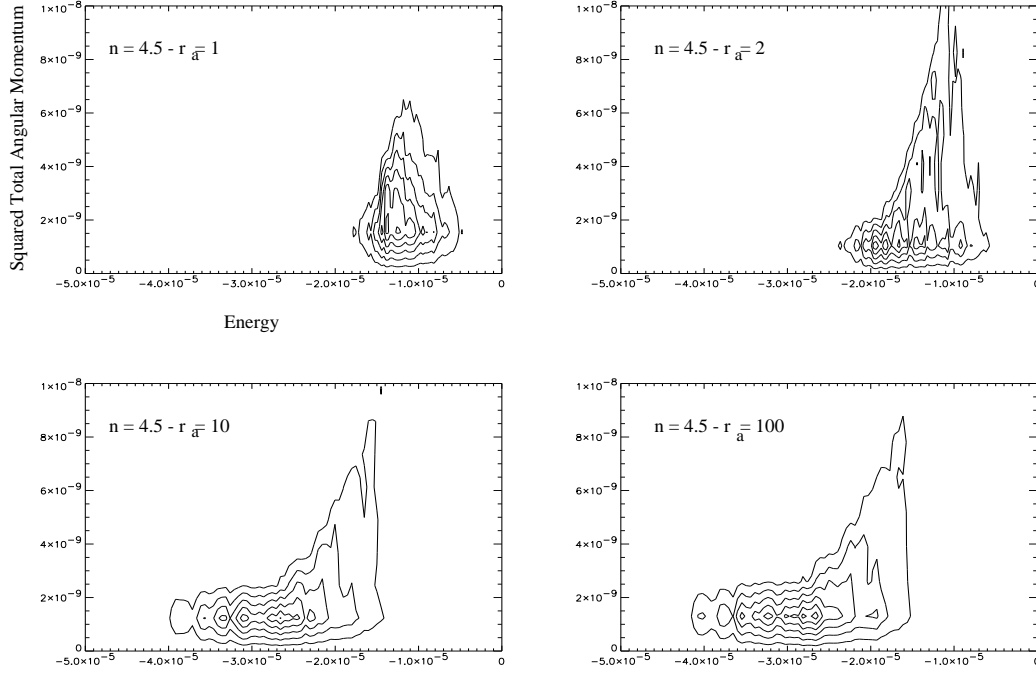 Squared Total Angular Momentum
1×10⁻⁸
8×10⁻⁹
6×10⁻⁹
4×10⁻⁹
2×10⁻⁹
0
n = 4.5 - r a= 1
−5.0×10⁻⁵ −4.0×10⁻⁵ −3.0×10⁻⁵ −2.0×10⁻⁵ −1.0×10⁻⁵ 0
Energy
1×10⁻⁸
8×10⁻⁹
6×10⁻⁹
4×10⁻⁹
2×10⁻⁹
0
n = 4.5 - r a= 2
−5.0×10⁻⁵ −4.0×10⁻⁵ −3.0×10⁻⁵ −2.0×10⁻⁵ −1.0×10⁻⁵ 0
1×10⁻⁸
8×10⁻⁹
6×10⁻⁹
4×10⁻⁹
2×10⁻⁹
0
n = 4.5 - r a= 10
−5.0×10⁻⁵ −4.0×10⁻⁵ −3.0×10⁻⁵ −2.0×10⁻⁵ −1.0×10⁻⁵ 0
1×10⁻⁸
8×10⁻⁹
6×10⁻⁹
4×10⁻⁹
2×10⁻⁹
0
n = 4.5 - r a= 100
−5.0×10⁻⁵ −4.0×10⁻⁵ −3.0×10⁻⁵ −2.0×10⁻⁵ −1.0×10⁻⁵ 0